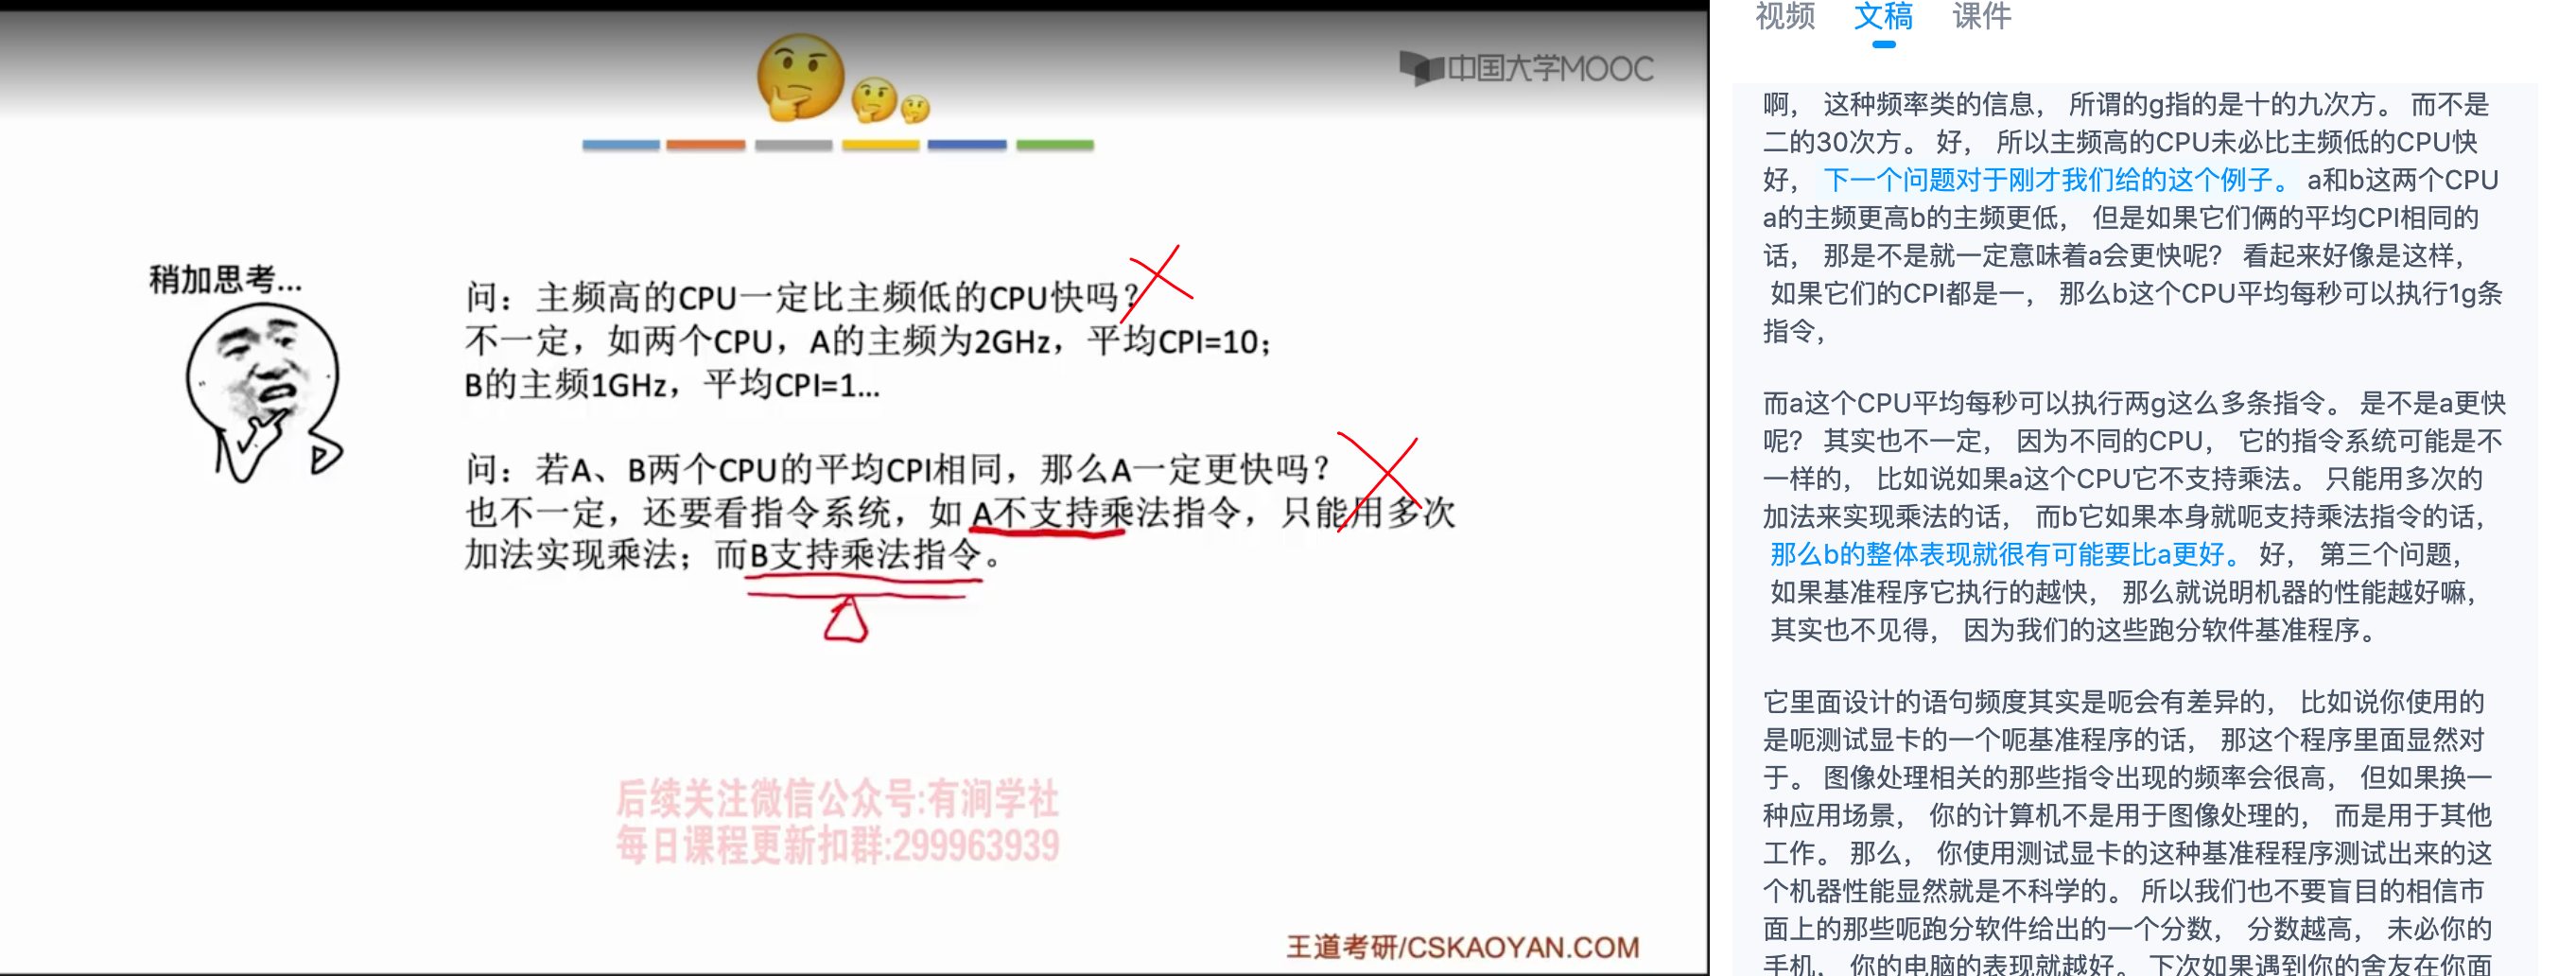 中国大学MOOC
稍加思考...
问：主频高的CPU一定比主频低的CPU快吗？
不一定，如两个CPU，A的主频为2GHz，平均CPI=10；
B的主频1GHz，平均CPI=1...
问：若A、B两个CPU的平均CPI相同，那么A一定更快吗？
也不一定，还要看指令系统，如 A不支持乘法指令，只能用多次
加法实现乘法；而B支持乘法指令。
后续关注微信公众号:有涧学社
每日课程更新扣群:299963939
王道考研/CSKAOYAN.COM
视频 文稿 课件
啊， 这种频率类的信息， 所谓的g指的是十的九次方。 而不是
二的30次方。 好， 所以主频高的CPU未必比主频低的CPU快
好， 下一个问题对于刚才我们给的这个例子。 a和b这两个CPU
a的主频更高b的主频更低， 但是如果它们俩的平均CPI相同的
话， 那是不是就一定意味着a会更快呢？ 看起来好像是这样，
如果它们的CPI都是一， 那么b这个CPU平均每秒可以执行1g条
指令，
而a这个CPU平均每秒可以执行两g这么多条指令。 是不是a更快
呢？ 其实也不一定， 因为不同的CPU， 它的指令系统可能是不
一样的， 比如说如果a这个CPU它不支持乘法。 只能用多次的
加法来实现乘法的话， 而b它如果本身就呃支持乘法指令的话，
那么b的整体表现就很有可能要比a更好。 好， 第三个问题，
如果基准程序它执行的越快， 那么就说明机器的性能越好嘛，
其实也不见得， 因为我们的这些跑分软件基准程序。
它里面设计的语句频度其实是呃会有差异的， 比如说你使用的
是呃测试显卡的一个呃基准程序的话， 那这个程序里面显然对
于。 图像处理相关的那些指令出现的频率会很高， 但如果换一
种应用场景， 你的计算机不是用于图像处理的， 而是用于其他
工作。 那么， 你使用测试显卡的这种基准程程序测试出来的这
个机器性能显然就是不科学的。 所以我们也不要盲目的相信市
面上的那些呃跑分软件给出的一个分数， 分数越高， 未必你的
手机， 你的电脑的表现就越好。 下次如果遇到你的舍友在你面